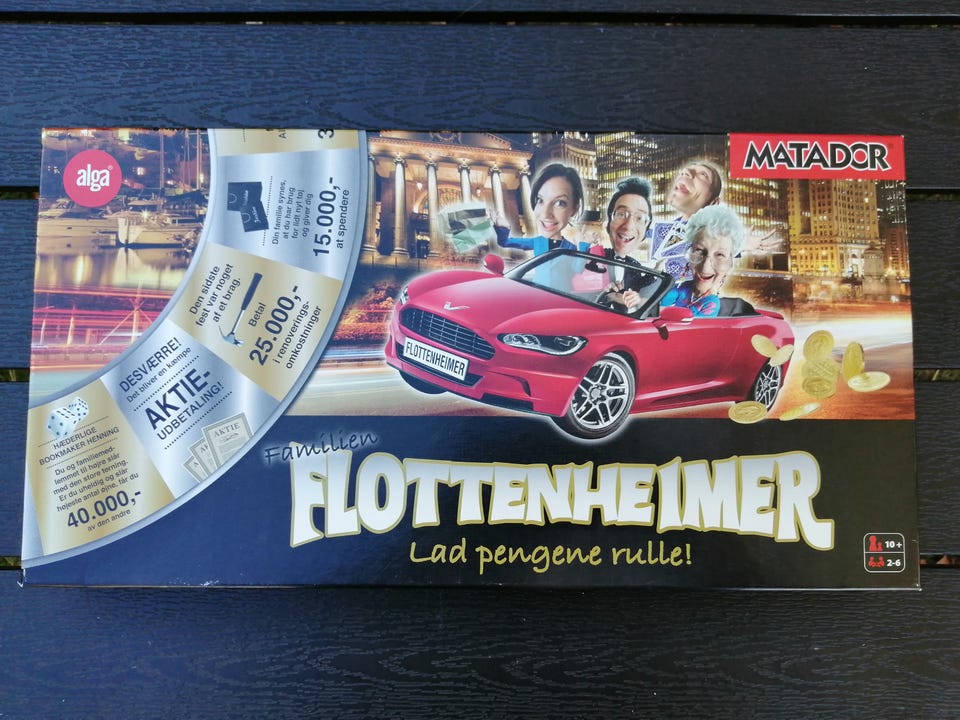 alga
MATADOR
3
Din familie synes,
at du har brug
for lidt nyt tøj
og giver dig
15.000,-
at spendere
Den sidste
fest var noget
af et brag.
Betal
25.000,-
i renoverings-
omkostninger
DESVÆRRE!
Det bliver en kæmpe
AKTIE-
UDBETALING!
AKTIE
HÆDERLIGE
BOOKMAKER HENNING
Du og familiemed-
lemmet til højre slår
med den store terning.
Er du uheldig og slår
højeste antal øjne, får du
40.000,-
av den andre
FLOTTENHEIMER
Familien
FLOTTENHEIMER
Lad pengene rulle!
10+
2-6